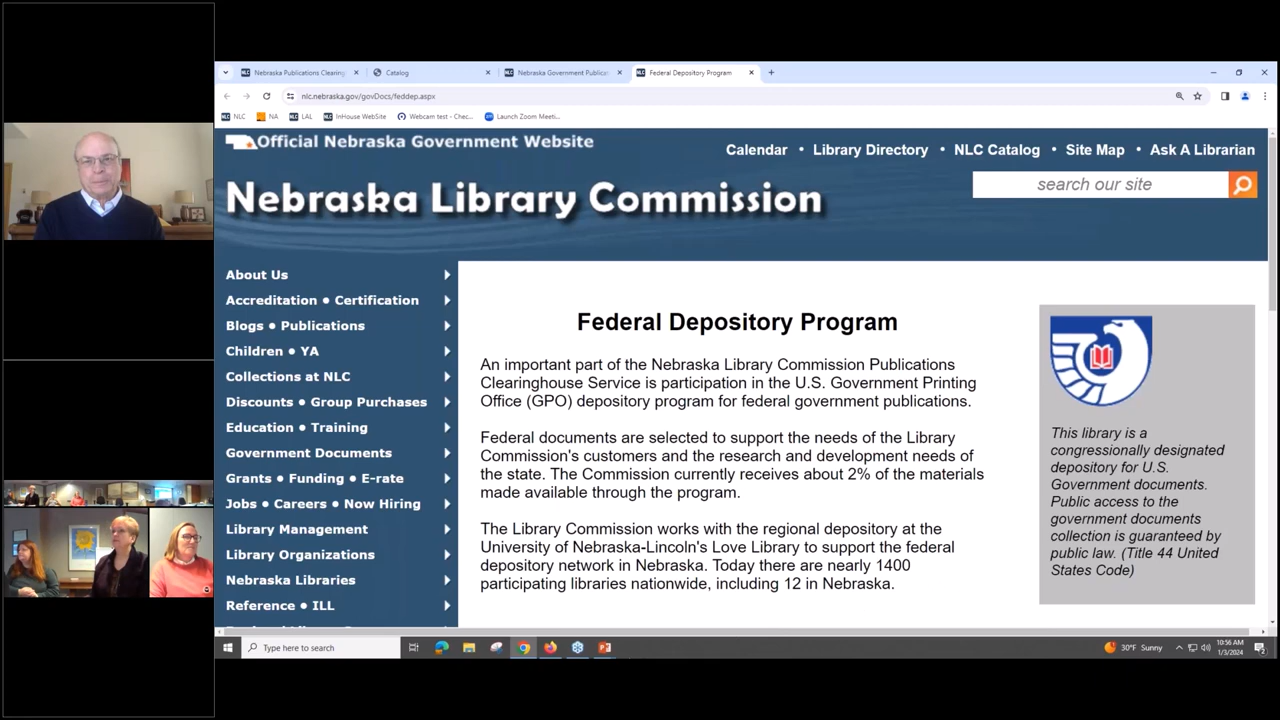 Nebraska Publications Clearing
Catalog
Nebraska Government Publica
Federal Depository Program
nlc.nebraska.gov/govDocs/feddep.aspx
NLC
NA
LAL
InHouse WebSite
Webcam test - Chec...
Launch Zoom Meeti...
Official Nebraska Government Website
Calendar • Library Directory • NLC Catalog • Site Map • Ask A Librarian
Nebraska Library Commission
search our site
About Us
Accreditation • Certification
Blogs • Publications
Children • YA
Collections at NLC
Discounts • Group Purchases
Education • Training
Government Documents
Grants • Funding • E-rate
Jobs • Careers • Now Hiring
Library Management
Library Organizations
Nebraska Libraries
Reference • ILL
Federal Depository Program
An important part of the Nebraska Library Commission Publications
Clearinghouse Service is participation in the U.S. Government Printing
Office (GPO) depository program for federal government publications.
Federal documents are selected to support the needs of the Library
Commission's customers and the research and development needs of
the state. The Commission currently receives about 2% of the materials
made available through the program.
The Library Commission works with the regional depository at the
University of Nebraska-Lincoln's Love Library to support the federal
depository network in Nebraska. Today there are nearly 1400
participating libraries nationwide, including 12 in Nebraska.
This library is a
congressionally designated
depository for U.S.
Government documents.
Public access to the
government documents
collection is guaranteed by
public law. (Title 44 United
States Code)
Type here to search
30°F Sunny
10:56 AM
1/3/2024